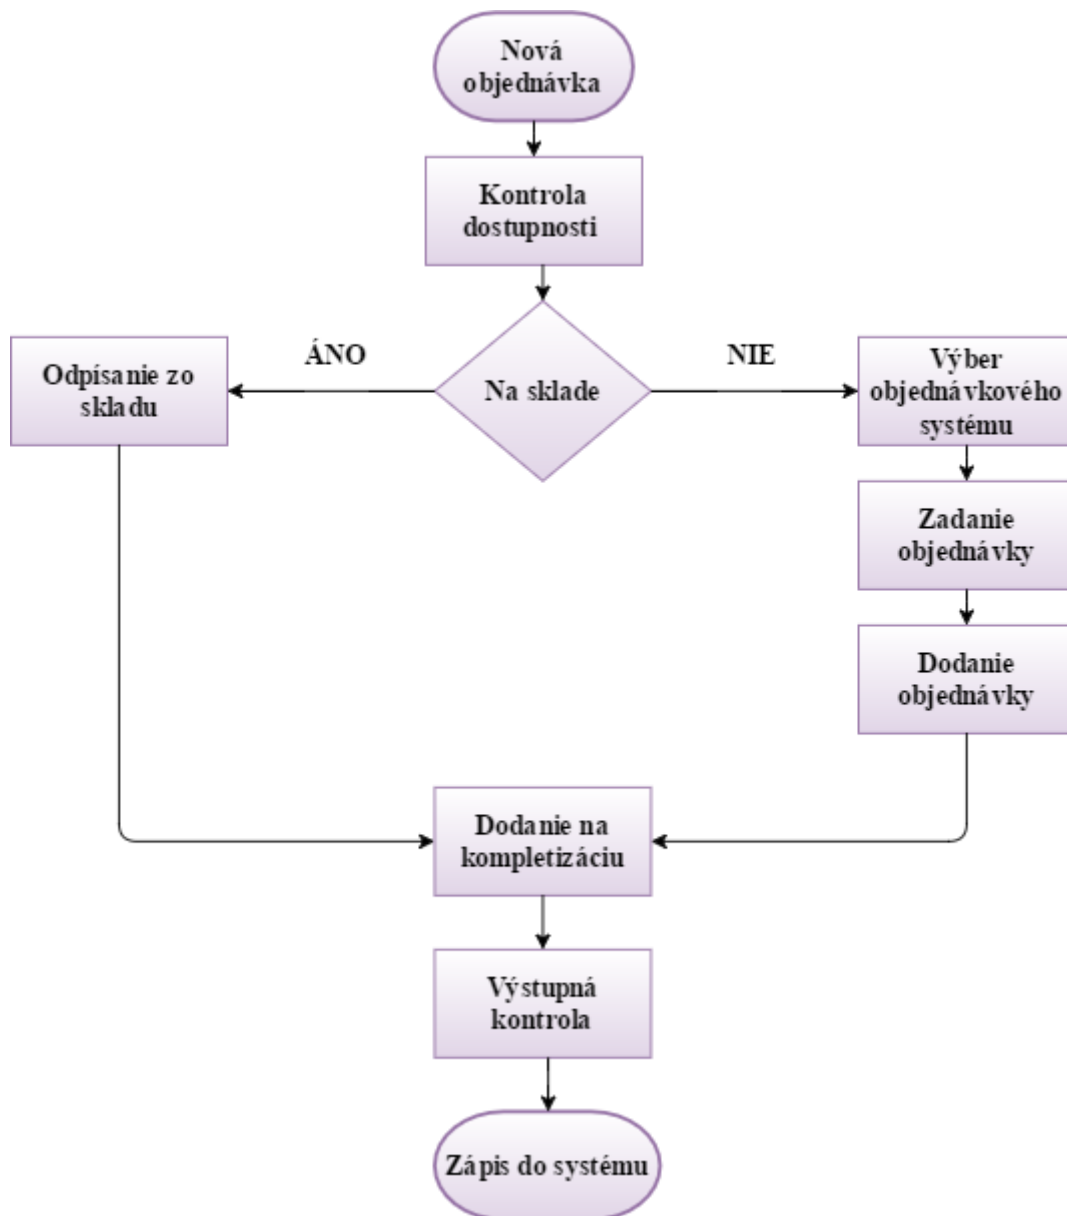 Nová
objednávka
Kontrola
dostupnosti
ÁNO
NIE
Odpísanie zo
skladu
Na sklade
Výber
objednávkového
systému
Zadanie
objednávky
Dodanie
objednávky
Dodanie na
kompletizáciu
Výstupná
kontrola
Zápis do systému